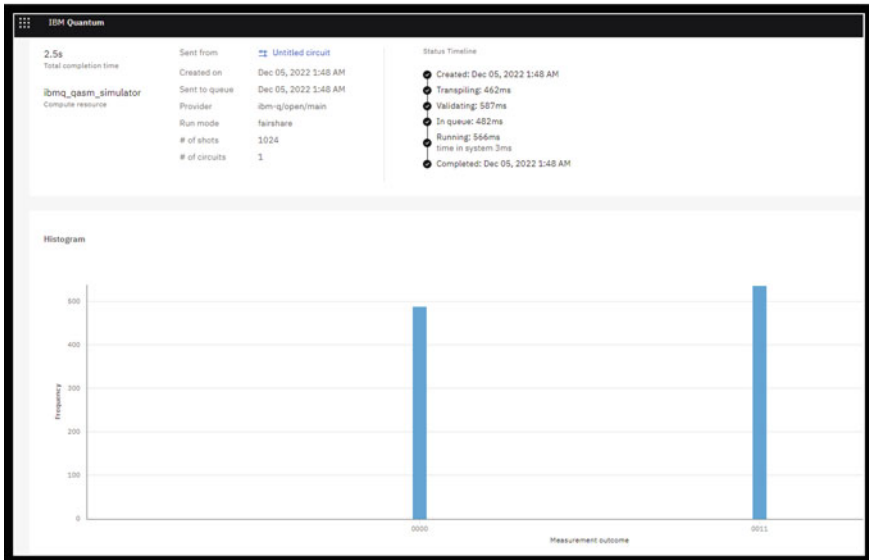 IBM Quantum
2.5s
Total completion time
ibmq_qasm_simulator
Compute resource
Sent from Untitled circuit
Created on Dec 05, 2022 1:48 AM
Sent to queue Dec 05, 2022 1:48 AM
Provider ibm-q/open/main
Run mode fairshare
# of shots 1024
# of circuits 1
Status Timeline
Created: Dec 05, 2022 1:48 AM
Transpiling: 462ms
Validating: 587ms
In queue: 482ms
Running: 566ms
time in system 3ms
Completed: Dec 05, 2022 1:48 AM
Histogram
Frequency
500
400
300
200
100
0
0000 0011
Measurement outcome